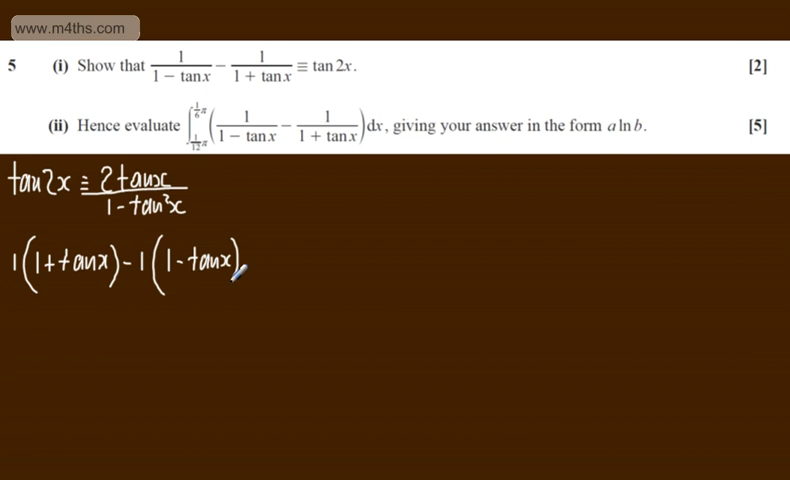 www.m4ths.com
5 (i) Show that 1/(1 − tan x) − 1/(1 + tan x) ≡ tan 2x. [2]
(ii) Hence evaluate ∫_{1/12 π}^{1/6 π} (1/(1 − tan x) − 1/(1 + tan x)) dx, giving your answer in the form a ln b. [5]
tan2x ≡ 2tanx/(1-tan²x)
1(1+tanx)-1(1-tanx)